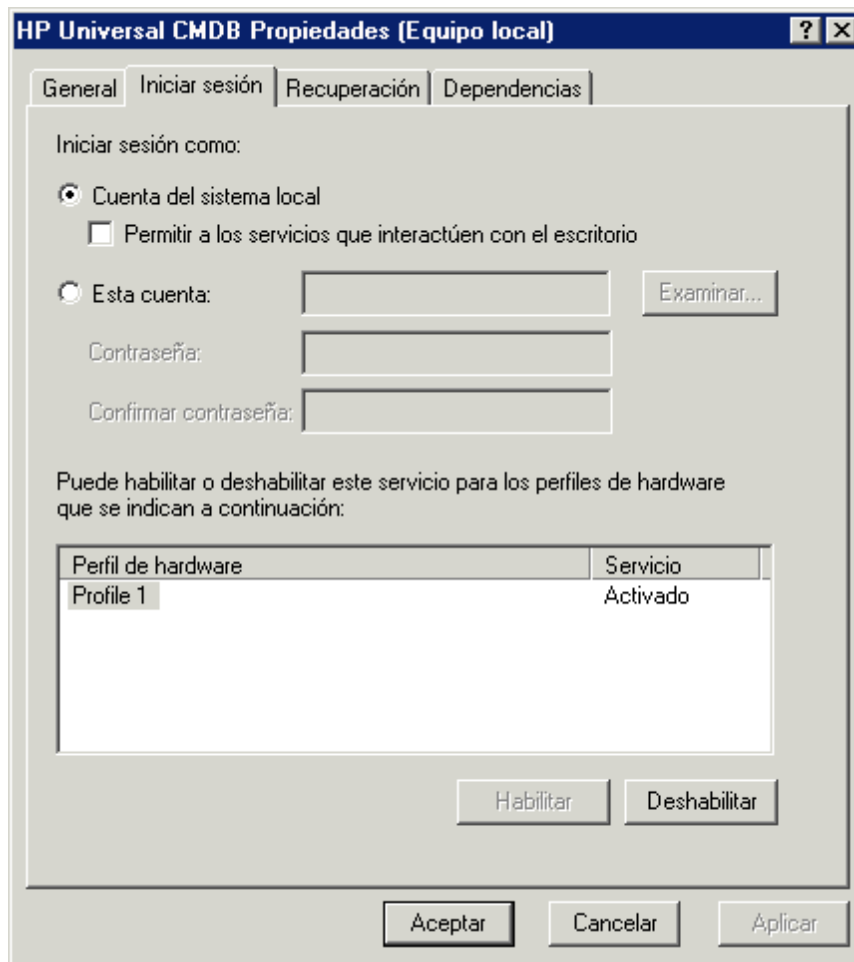 HP Universal CMDB Propiedades (Equipo local)
General Iniciar sesión Recuperación Dependencias
Iniciar sesión como:
Cuenta del sistema local
Permitir a los servicios que interactúen con el escritorio
Esta cuenta: Examinar...
Contraseña:
Confirmar contraseña:
Puede habilitar o deshabilitar este servicio para los perfiles de hardware
que se indican a continuación:
Perfil de hardware Servicio
Profile 1 Activado
Habilitar Deshabilitar
Aceptar Cancelar Aplicar